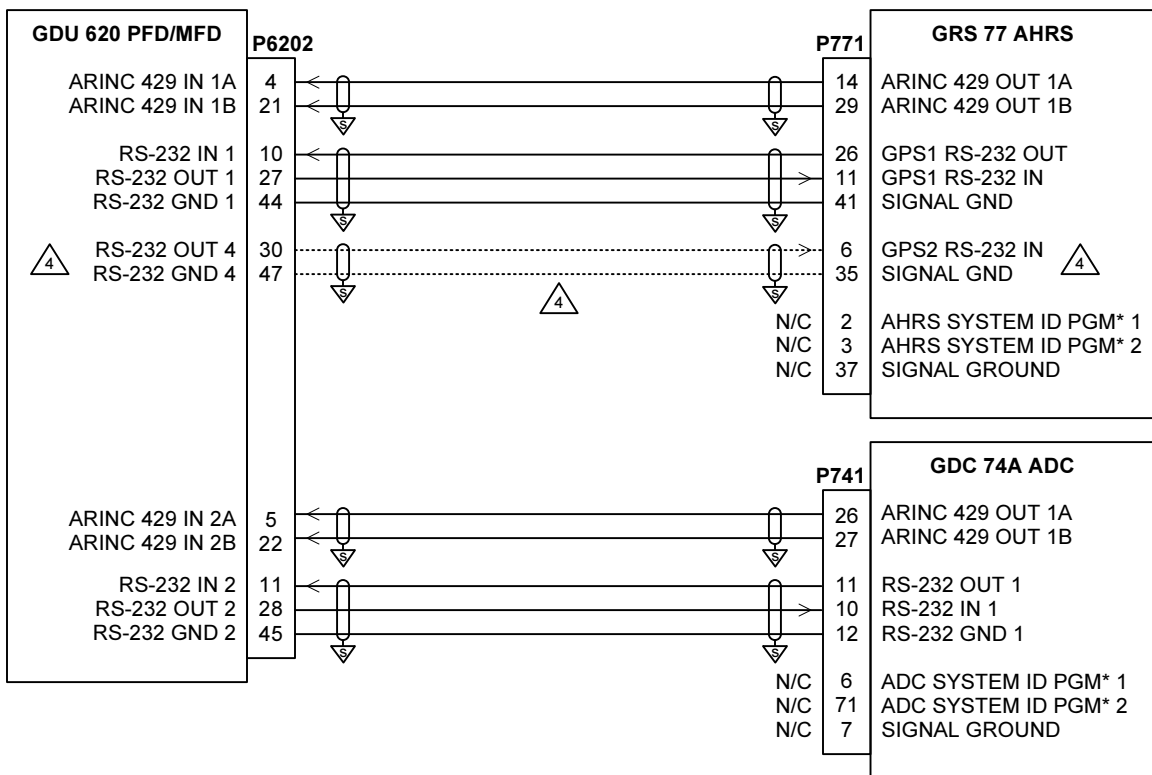 GDU 620 PFD/MFD P6202 P771 GRS 77 AHRS
ARINC 429 IN 1A 4 14 ARINC 429 OUT 1A
ARINC 429 IN 1B 21 29 ARINC 429 OUT 1B
S S
RS-232 IN 1 10 26 GPS1 RS-232 OUT
RS-232 OUT 1 27 11 GPS1 RS-232 IN
RS-232 GND 1 44 41 SIGNAL GND
S S
4 RS-232 OUT 4 30 6 GPS2 RS-232 IN 4
RS-232 GND 4 47 35 SIGNAL GND
S 4 S
N/C 2 AHRS SYSTEM ID PGM* 1
N/C 3 AHRS SYSTEM ID PGM* 2
N/C 37 SIGNAL GROUND
P741 GDC 74A ADC
ARINC 429 IN 2A 5 26 ARINC 429 OUT 1A
ARINC 429 IN 2B 22 27 ARINC 429 OUT 1B
S S
RS-232 IN 2 11 11 RS-232 OUT 1
RS-232 OUT 2 28 10 RS-232 IN 1
RS-232 GND 2 45 12 RS-232 GND 1
S S
N/C 6 ADC SYSTEM ID PGM* 1
N/C 71 ADC SYSTEM ID PGM* 2
N/C 7 SIGNAL GROUND